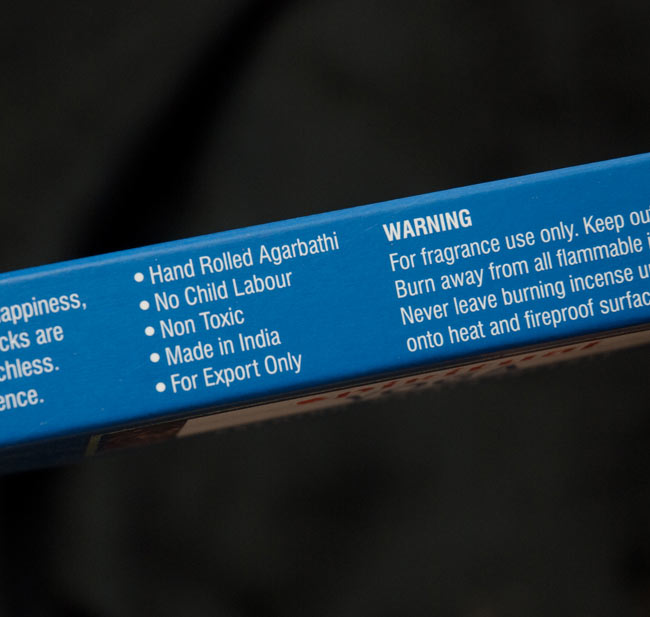 appiness,
cks are
chless.
ence.
• Hand Rolled Agarbathi
• No Child Labour
• Non Toxic
• Made in India
• For Export Only
WARNING
For fragrance use only. Keep ou
Burn away from all flammable
Never leave burning incense u
onto heat and fireproof surfac